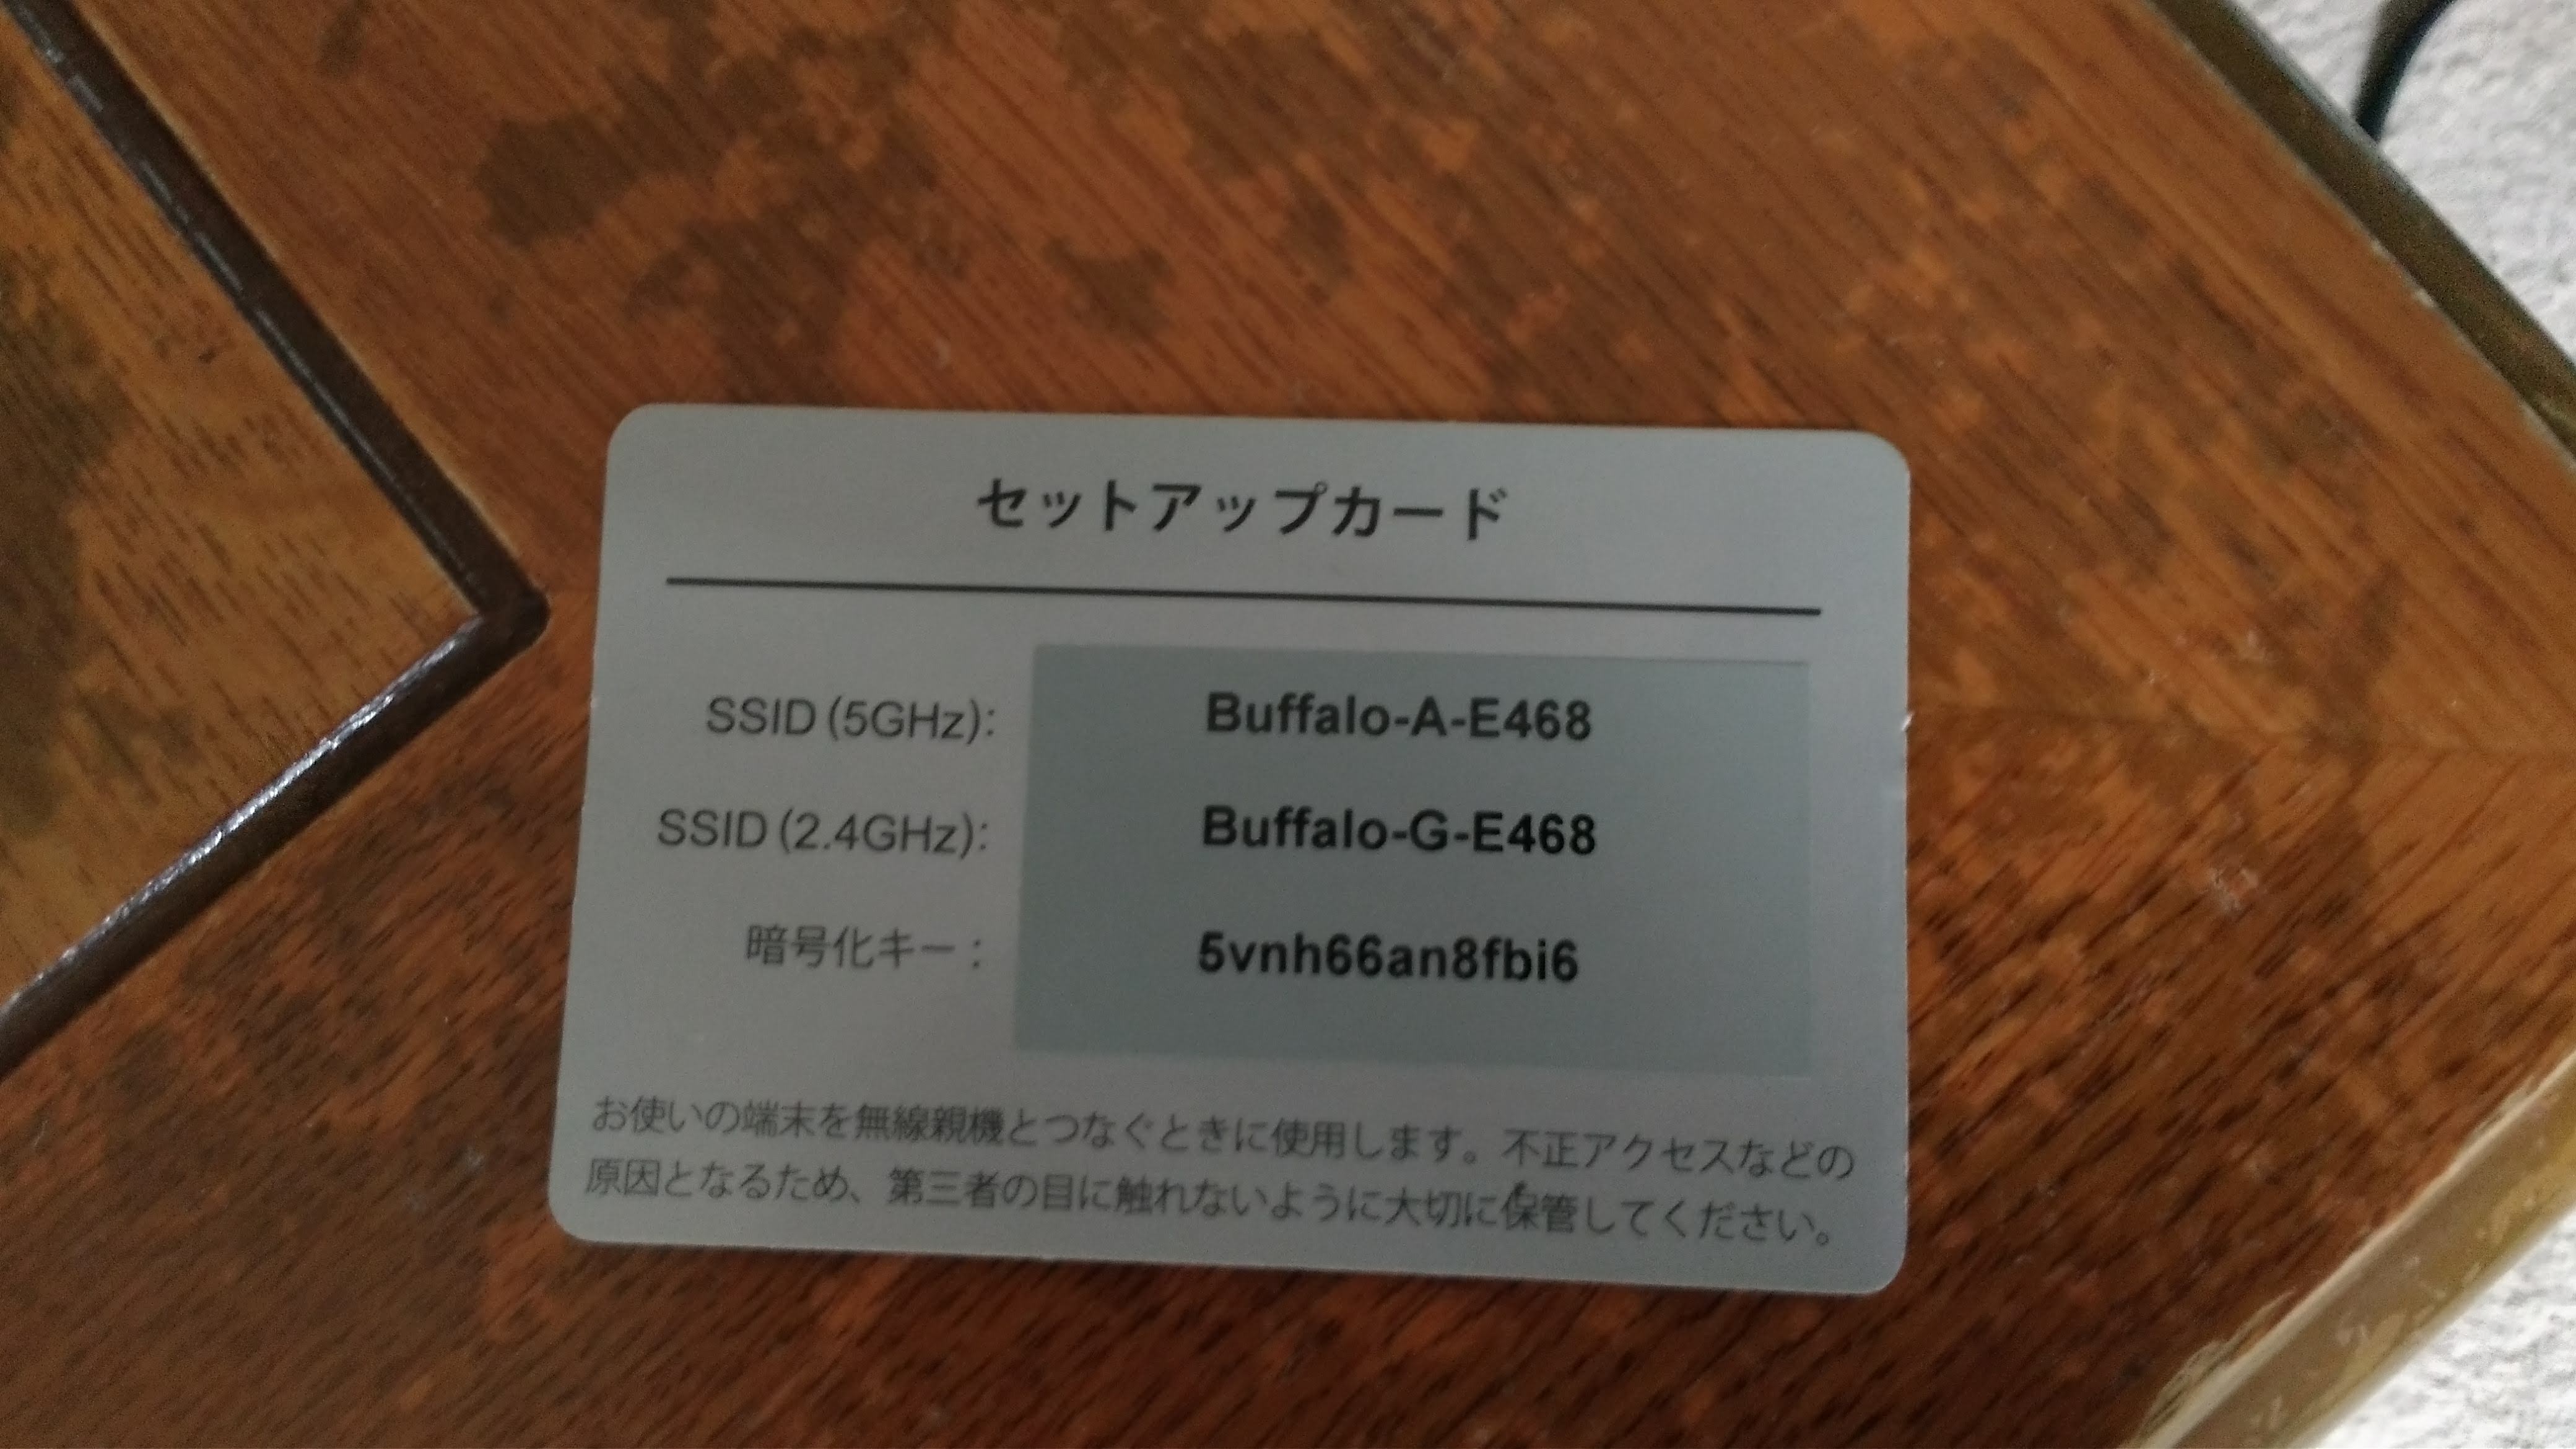 セットアップカード
SSID (5GHz): Buffalo-A-E468
SSID (2.4GHz): Buffalo-G-E468
暗号化キー: 5vnh66an8fbi6
お使いの端末を無線親機とつなぐときに使用します。不正アクセスなどの
原因となるため、第三者の目に触れないように大切に保管してください。